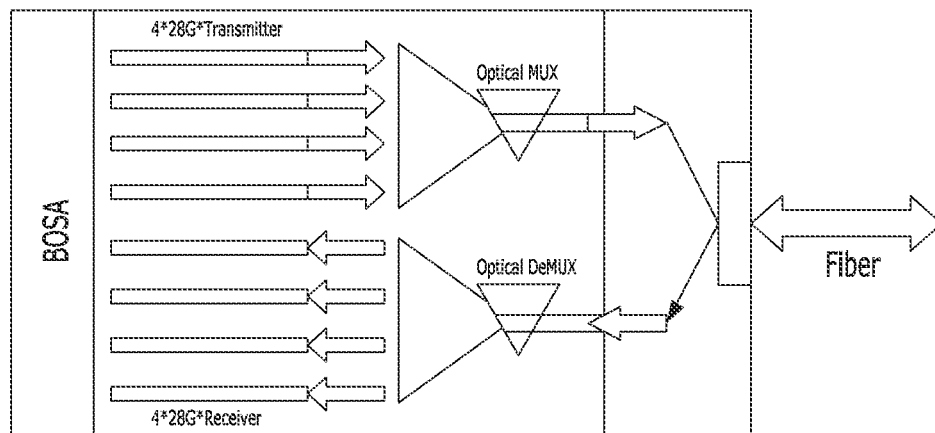 4*28G*Transmitter
Optical MUX
BOSA
Fiber
Optical DeMUX
4*28G*Receiver